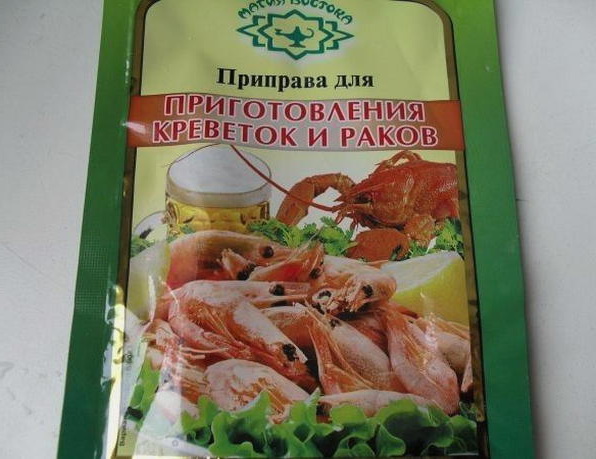 МАГИЯ ВОСТОКА
Приправа для
ПРИГОТОВЛЕНИЯ
КРЕВЕТОК И РАКОВ